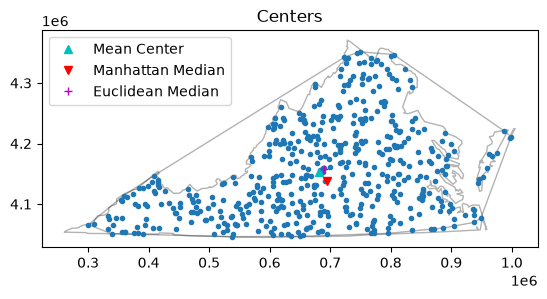 Centers
1e6
Mean Center
Manhattan Median
Euclidean Median
4.3
4.2
4.1
0.3 0.4 0.5 0.6 0.7 0.8 0.9 1.0
1e6